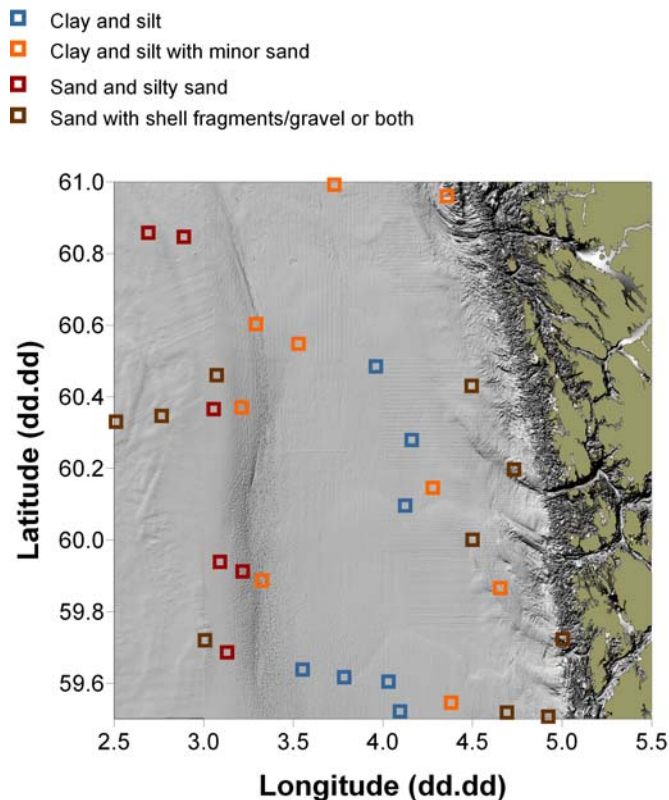 Clay and silt
Clay and silt with minor sand
Sand and silty sand
Sand with shell fragments/gravel or both
61.0
60.8
60.6
60.4
60.2
60.0
59.8
59.6
Latitude (dd.dd)
2.5 3.0 3.5 4.0 4.5 5.0 5.5
Longitude (dd.dd)